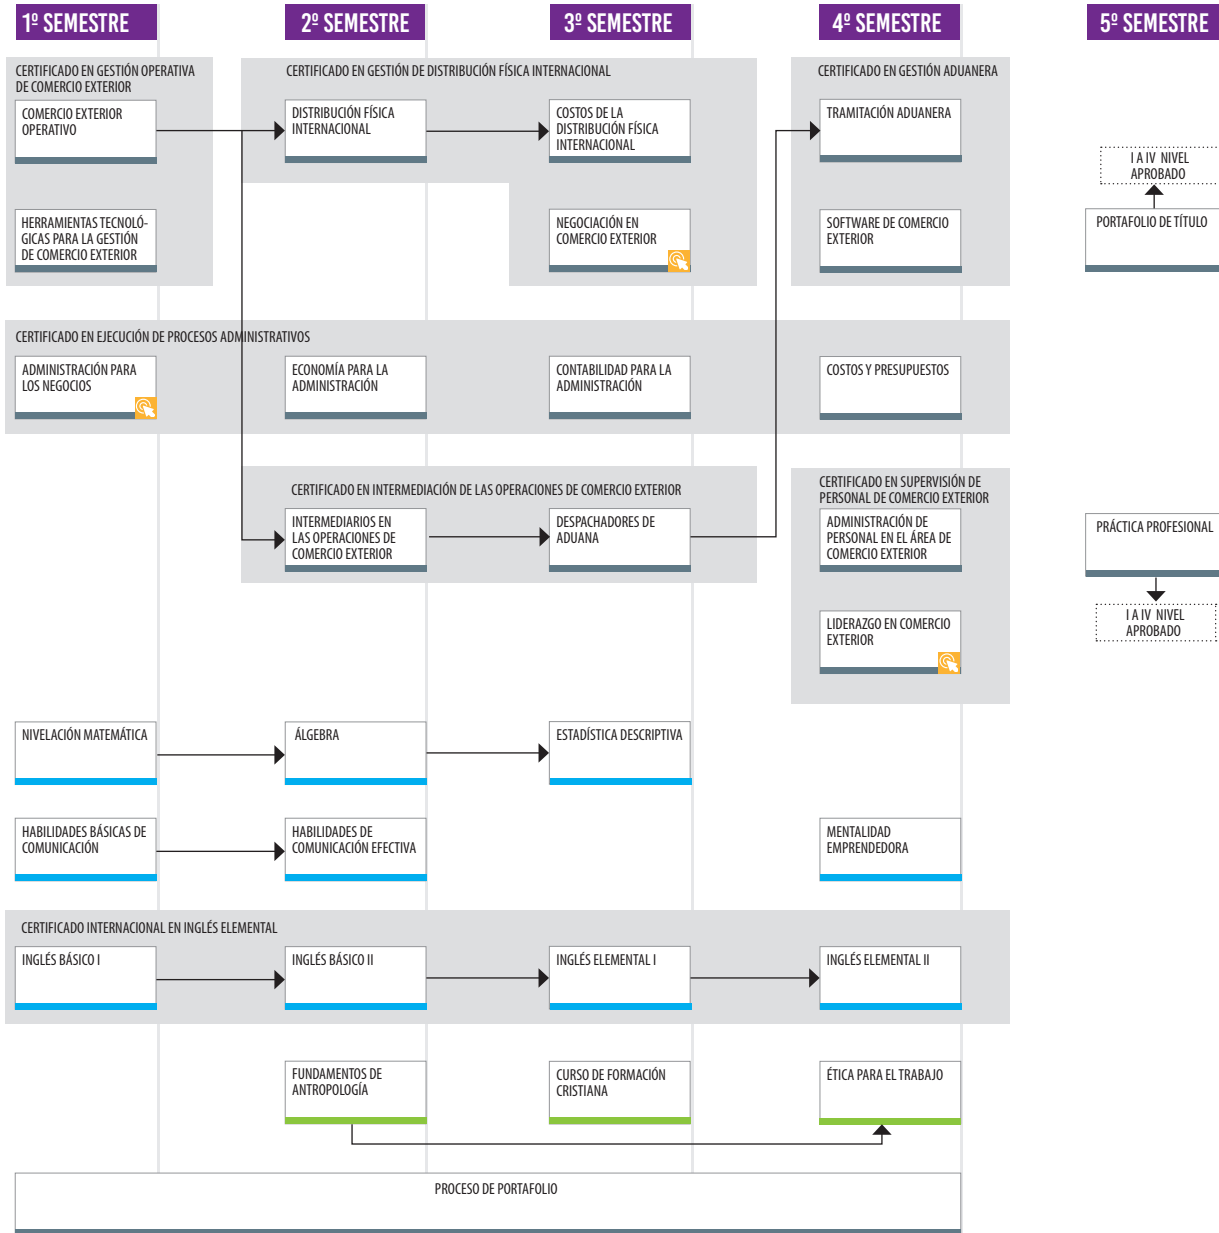 1º SEMESTRE
2º SEMESTRE
3º SEMESTRE
4º SEMESTRE
5º SEMESTRE
CERTIFICADO EN GESTIÓN OPERATIVA
DE COMERCIO EXTERIOR
CERTIFICADO EN GESTIÓN DE DISTRIBUCIÓN FÍSICA INTERNACIONAL
CERTIFICADO EN GESTIÓN ADUANERA
COMERCIO EXTERIOR
OPERATIVO
DISTRIBUCIÓN FÍSICA
INTERNACIONAL
COSTOS DE LA
DISTRIBUCIÓN FÍSICA
INTERNACIONAL
TRAMITACIÓN ADUANERA
I A IV NIVEL
APROBADO
HERRAMIENTAS TECNOLÓ-
GICAS PARA LA GESTIÓN
DE COMERCIO EXTERIOR
NEGOCIACIÓN EN
COMERCIO EXTERIOR
SOFTWARE DE COMERCIO
EXTERIOR
PORTAFOLIO DE TÍTULO
CERTIFICADO EN EJECUCIÓN DE PROCESOS ADMINISTRATIVOS
ADMINISTRACIÓN PARA
LOS NEGOCIOS
ECONOMÍA PARA LA
ADMINISTRACIÓN
CONTABILIDAD PARA LA
ADMINISTRACIÓN
COSTOS Y PRESUPUESTOS
CERTIFICADO EN INTERMEDIACIÓN DE LAS OPERACIONES DE COMERCIO EXTERIOR
CERTIFICADO EN SUPERVISIÓN DE
PERSONAL DE COMERCIO EXTERIOR
INTERMEDIARIOS EN
LAS OPERACIONES DE
COMERCIO EXTERIOR
DESPACHADORES DE
ADUANA
ADMINISTRACIÓN DE
PERSONAL EN EL ÁREA DE
COMERCIO EXTERIOR
PRÁCTICA PROFESIONAL
I A IV NIVEL
APROBADO
LIDERAZGO EN COMERCIO
EXTERIOR
NIVELACIÓN MATEMÁTICA
ÁLGEBRA
ESTADÍSTICA DESCRIPTIVA
HABILIDADES BÁSICAS DE
COMUNICACIÓN
HABILIDADES DE
COMUNICACIÓN EFECTIVA
MENTALIDAD
EMPRENDEDORA
CERTIFICADO INTERNACIONAL EN INGLÉS ELEMENTAL
INGLÉS BÁSICO I
INGLÉS BÁSICO II
INGLÉS ELEMENTAL I
INGLÉS ELEMENTAL II
FUNDAMENTOS DE
ANTROPOLOGÍA
CURSO DE FORMACIÓN
CRISTIANA
ÉTICA PARA EL TRABAJO
PROCESO DE PORTAFOLIO